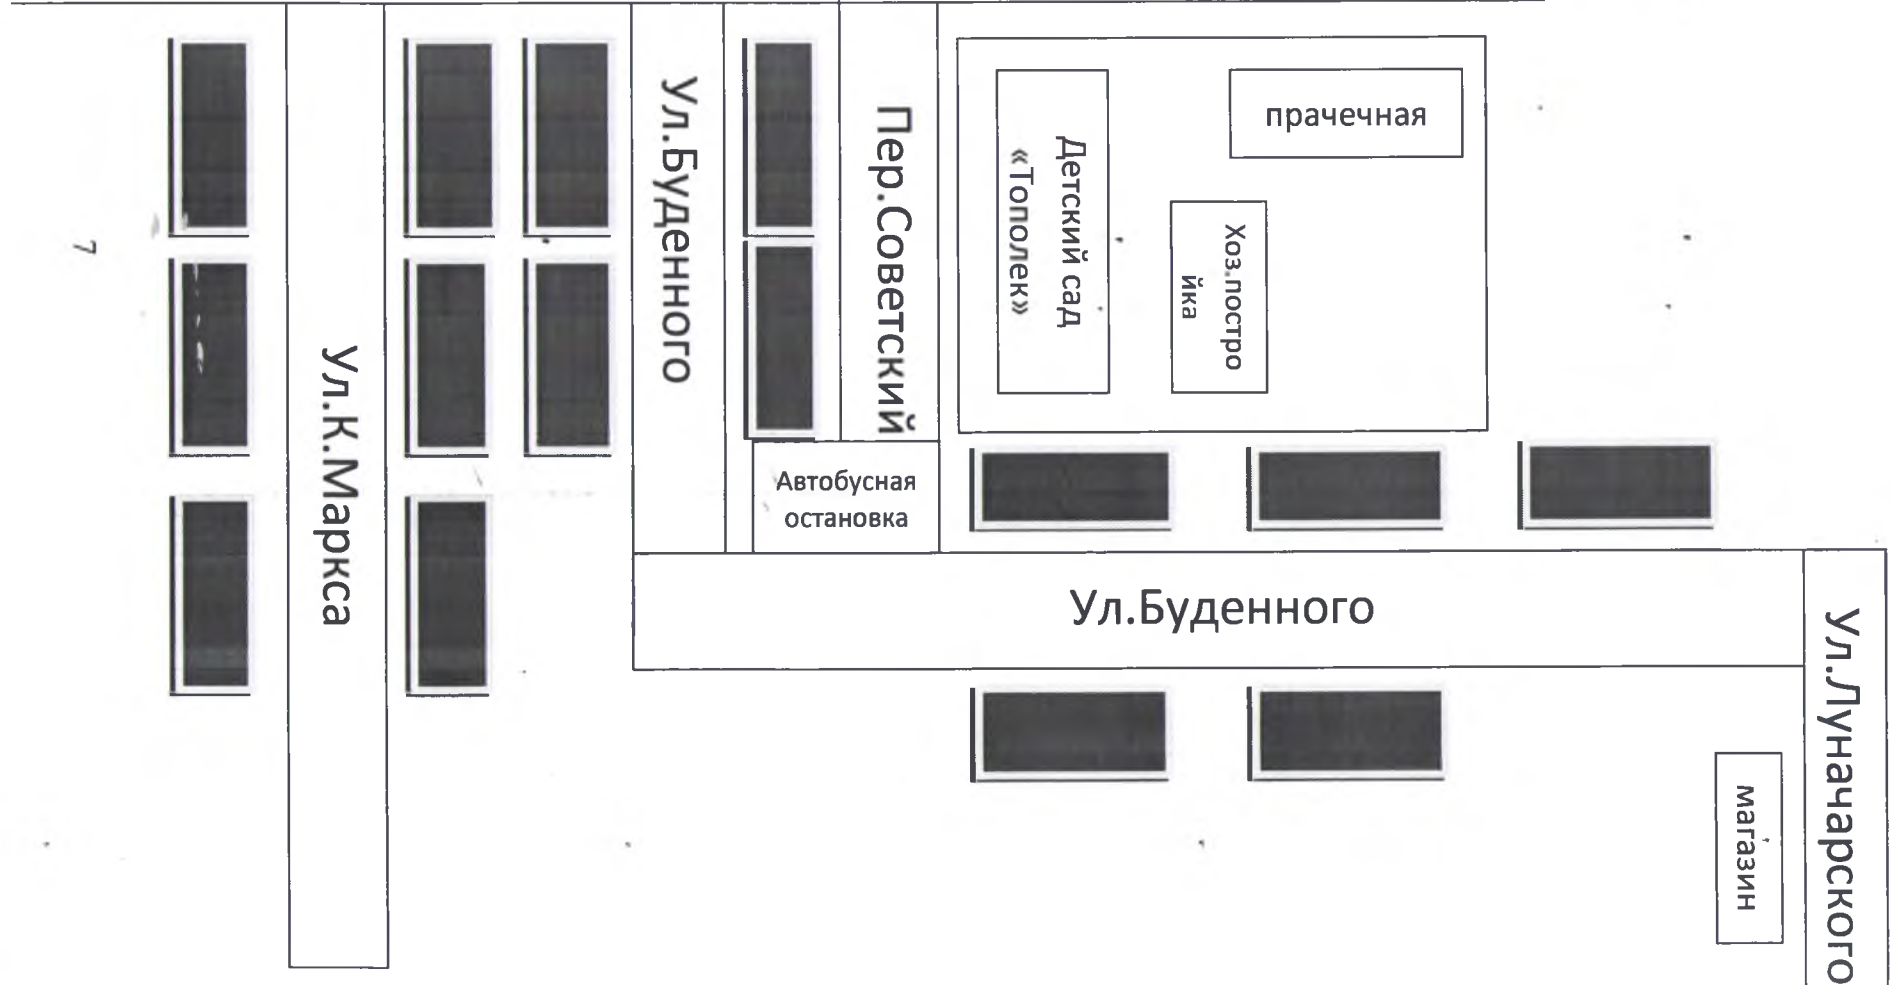 7
Ул.К.Маркса
Ул.Буденного
Пер.Советский
Детский сад
«Тополек»
прачечная
Хоз.постро
йка
Автобусная
остановка
Ул.Буденного
Ул.Луначарского
магазин